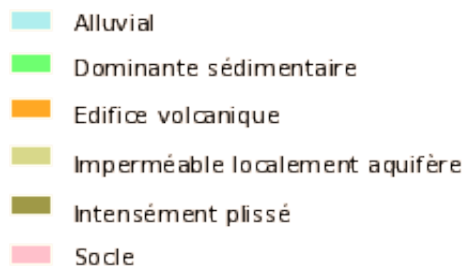 Alluvial
Dominante sédimentaire
Edifice volcanique
Imperméable localement aquifère
Intensément plissé
Socle